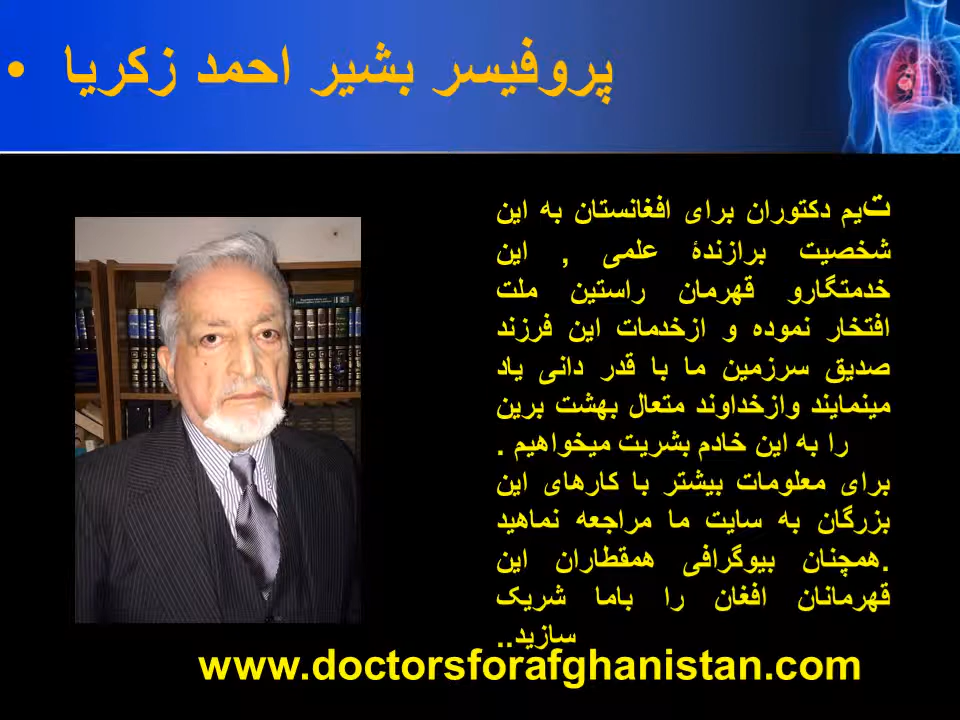 • پروفیسر بشیر احمد زکریا
تیم دکتوران برای افغانستان به این
شخصیت برازندۀ علمی , این
خدمتگارو قهرمان راستین ملت
افتخار نموده و ازخدمات این فرزند
صدیق سرزمین ما با قدر دانی یاد
مینمایند وازخداوند متعال بهشت برین
را به این خادم بشریت میخواهیم .
برای معلومات بیشتر با کارهای این
بزرگان به سایت ما مراجعه نماهید
.همچنان بیوگرافی همقطاران این
قهرمانان افغان را باما شریک
سازید..
www.doctorsforafghanistan.com